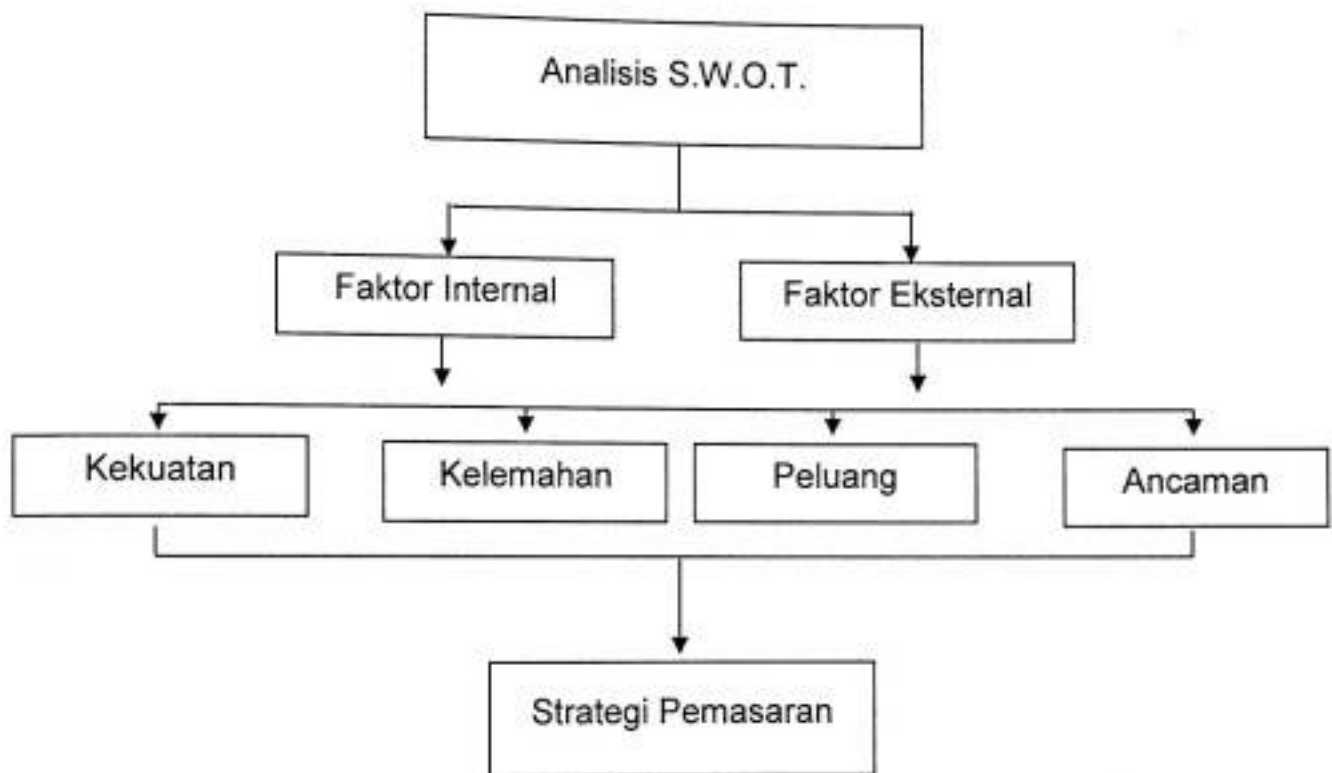 Analisis S.W.O.T.
Faktor Internal
Faktor Eksternal
Kekuatan
Kelemahan
Peluang
Ancaman
Strategi Pemasaran